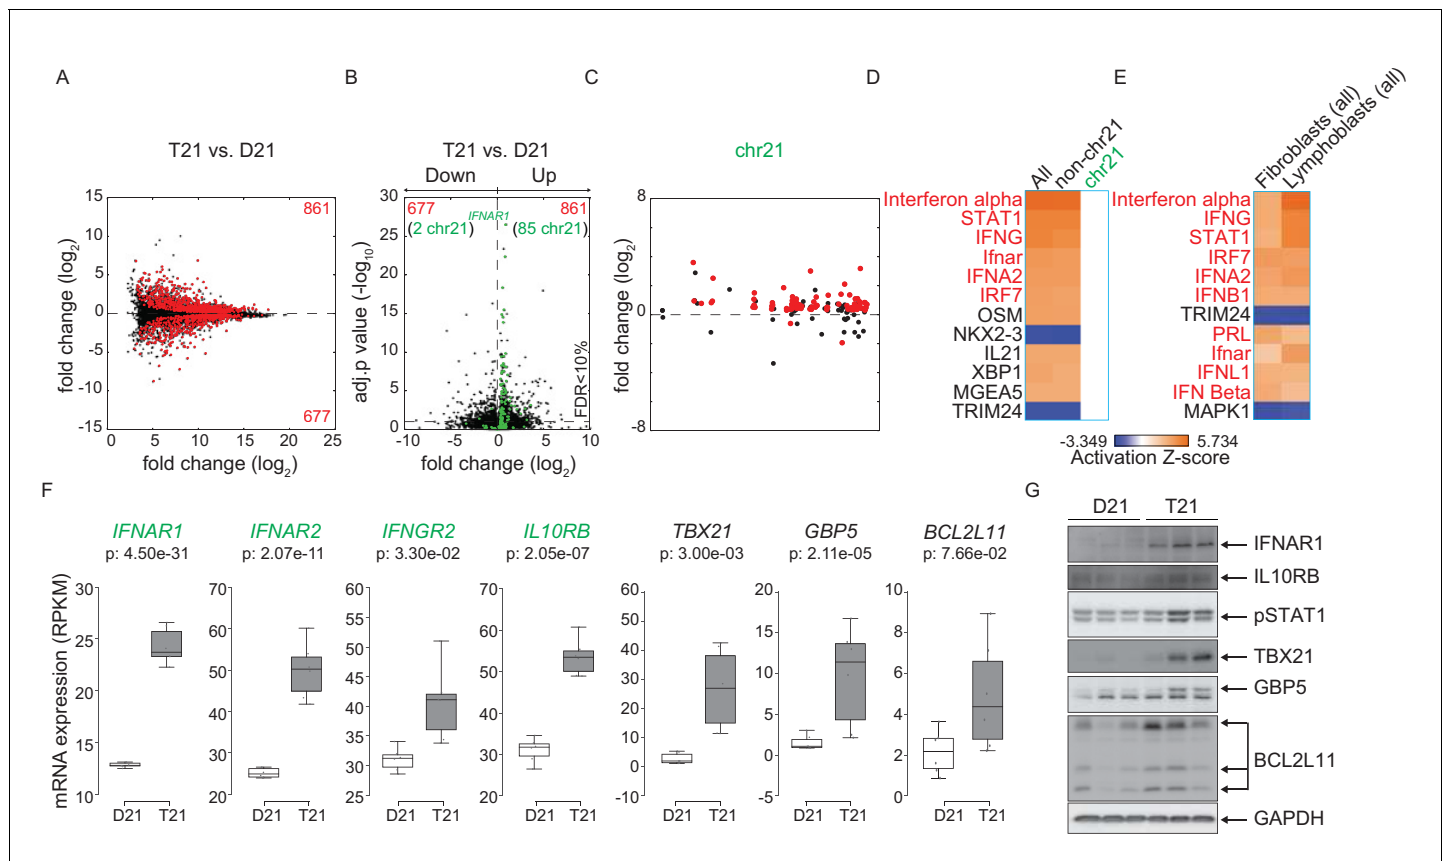 A
B
C
D
E
T21 vs. D21
15
10
5
0
-5
-10
-15
861
677
0
5
10
15
20
25
fold change (log2)
fold change (log2)
T21 vs. D21
Down
Up
30
25
20
15
10
5
0
677
(2 chr21)
IFNAR1
861
(85 chr21)
FDR<10%
-10
-5
0
5
10
adj.p value (-log10)
fold change (log2)
chr21
8
0
-8
fold change (log2)
All
non-chr21
chr21
Interferon alpha
STAT1
IFNG
Ifnar
IFNA2
IRF7
OSM
NKX2-3
IL21
XBP1
MGEA5
TRIM24
Fibroblasts (all)
Lymphoblasts (all)
Interferon alpha
IFNG
STAT1
IRF7
IFNA2
IFNB1
TRIM24
PRL
Ifnar
IFNL1
IFN Beta
MAPK1
-3.349
5.734
Activation Z-score
F
mRNA expression (RPKM)
IFNAR1
p: 4.50e-31
30
25
20
15
10
D21
T21
IFNAR2
p: 2.07e-11
70
60
50
40
30
20
D21
T21
IFNGR2
p: 3.30e-02
60
55
50
45
40
35
30
25
D21
T21
IL10RB
p: 2.05e-07
70
60
50
40
30
20
D21
T21
TBX21
p: 3.00e-03
60
50
40
30
20
10
0
-10
D21
T21
GBP5
p: 2.11e-05
20
15
10
5
0
-5
D21
T21
BCL2L11
p: 7.66e-02
10
8
6
4
2
0
D21
T21
G
D21
T21
IFNAR1
IL10RB
pSTAT1
TBX21
GBP5
BCL2L11
GAPDH